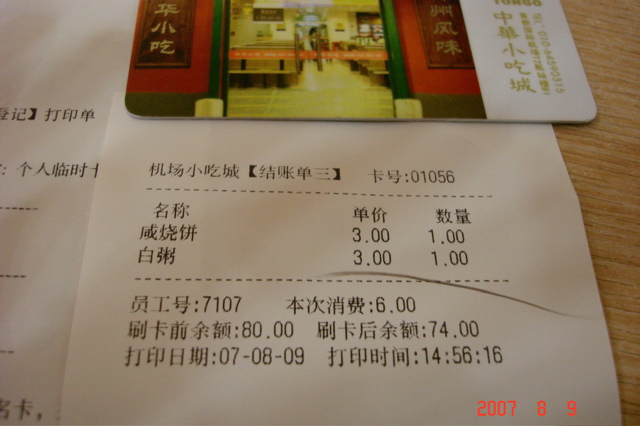 华小吃
州风味
中華小吃城
登记】打印单
个人临时卡
机场小吃城【结账单三】 卡号:01056
名称 单价 数量
咸烧饼 3.00 1.00
白粥 3.00 1.00
员工号:7107 本次消费:6.00
刷卡前余额:80.00 刷卡后余额:74.00
打印日期:07-08-09 打印时间:14:56:16
名卡，
2007 8 9